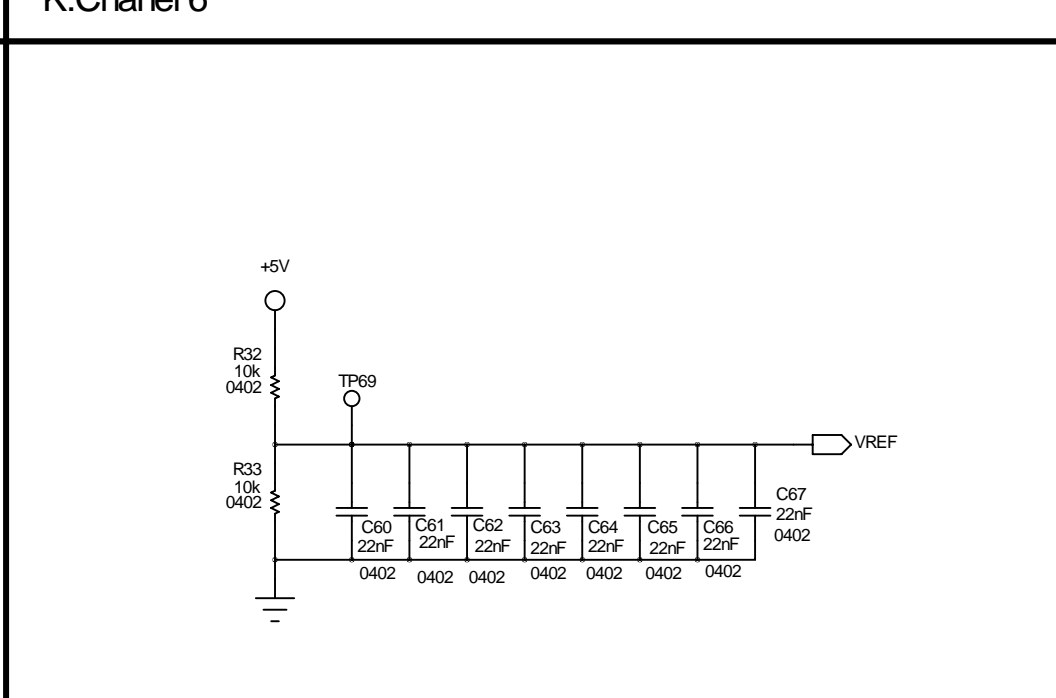 K.Chanel 6
+5V
R32
10k
0402
TP69
VREF
R33
10k
0402
C60
22nF
0402
C61
22nF
0402
C62
22nF
0402
C63
22nF
0402
C64
22nF
0402
C65
22nF
0402
C66
22nF
0402
C67
22nF
0402